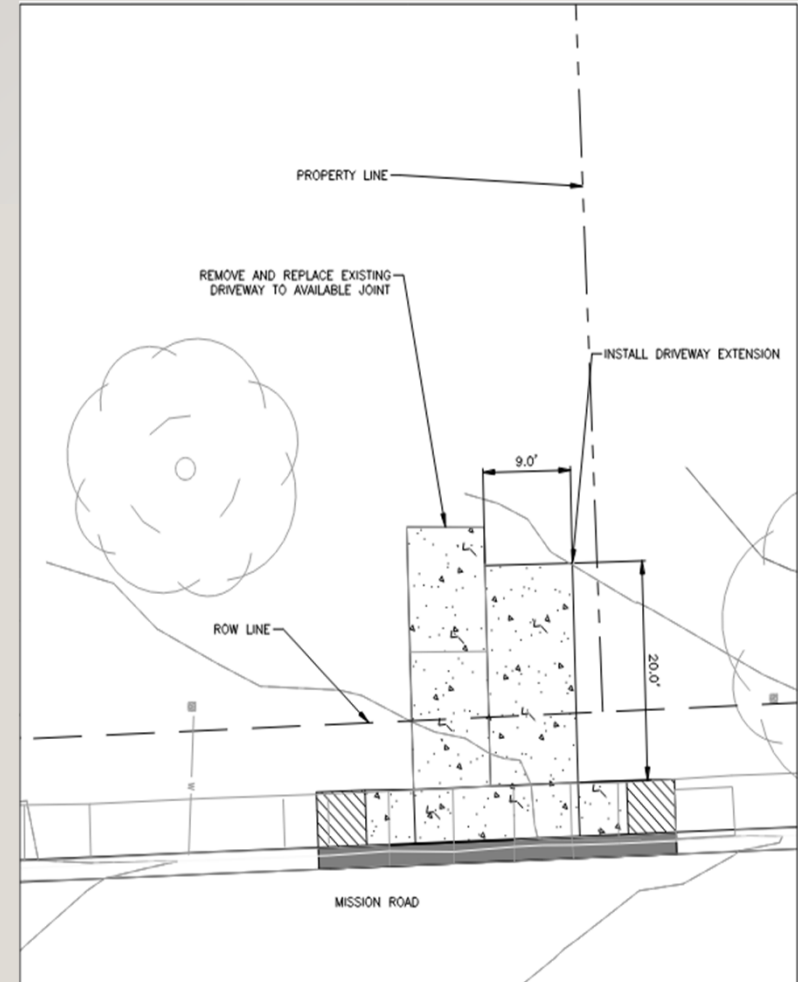 PROPERTY LINE
REMOVE AND REPLACE EXISTING
DRIVEWAY TO AVAILABLE JOINT
INSTALL DRIVEWAY EXTENSION
9.0'
ROW LINE
20.0'
W
MISSION ROAD